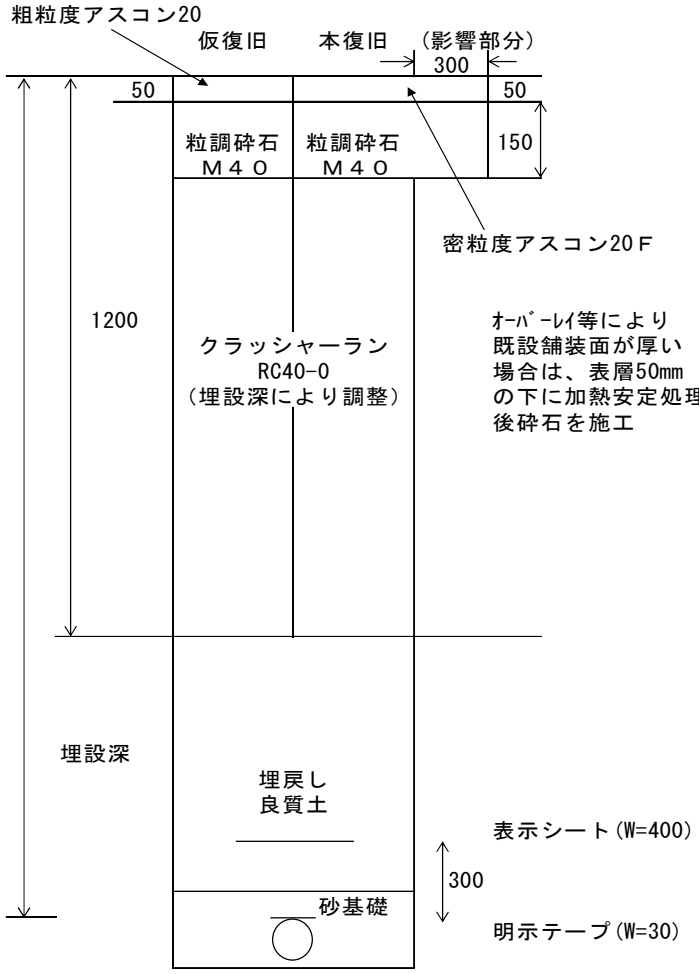 粗粒度アスコン20
仮復旧 本復旧 (影響部分)
300
50 50
粒調砕石
M40
粒調砕石
M40
150
密粒度アスコン20F
1200
クラッシャーラン
RC40-0
(埋設深により調整)
ｵｰﾊﾞｰﾚｲ等により
既設舗装面が厚い
場合は、表層50mm
の下に加熱安定処理
後砕石を施工
埋設深
埋戻し
良質土
表示シート(W=400)
300
砂基礎
明示テープ(W=30)